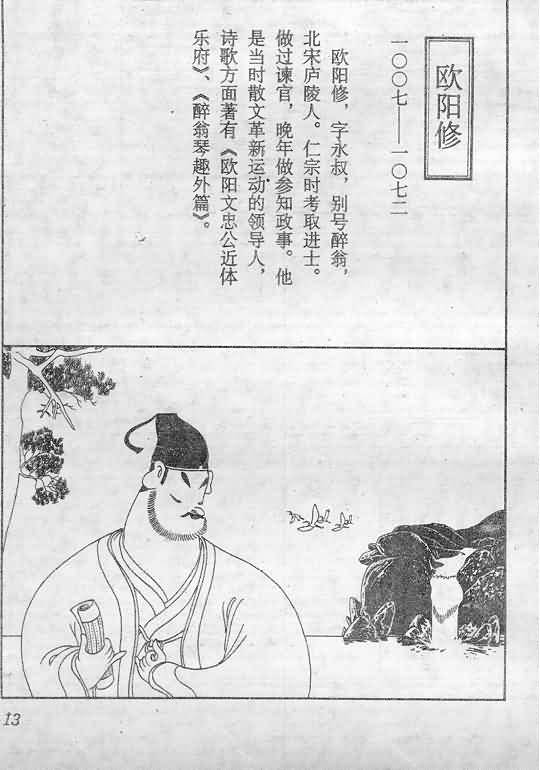 欧阳修
一〇〇七——一〇七二
欧阳修，字永叔，别号醉翁，
北宋庐陵人。仁宗时考取进士。
做过谏官，晚年做参知政事。他
是当时散文革新运动的领导人，
诗歌方面著有《欧阳文忠公近体
乐府》、《醉翁琴趣外篇》。
13